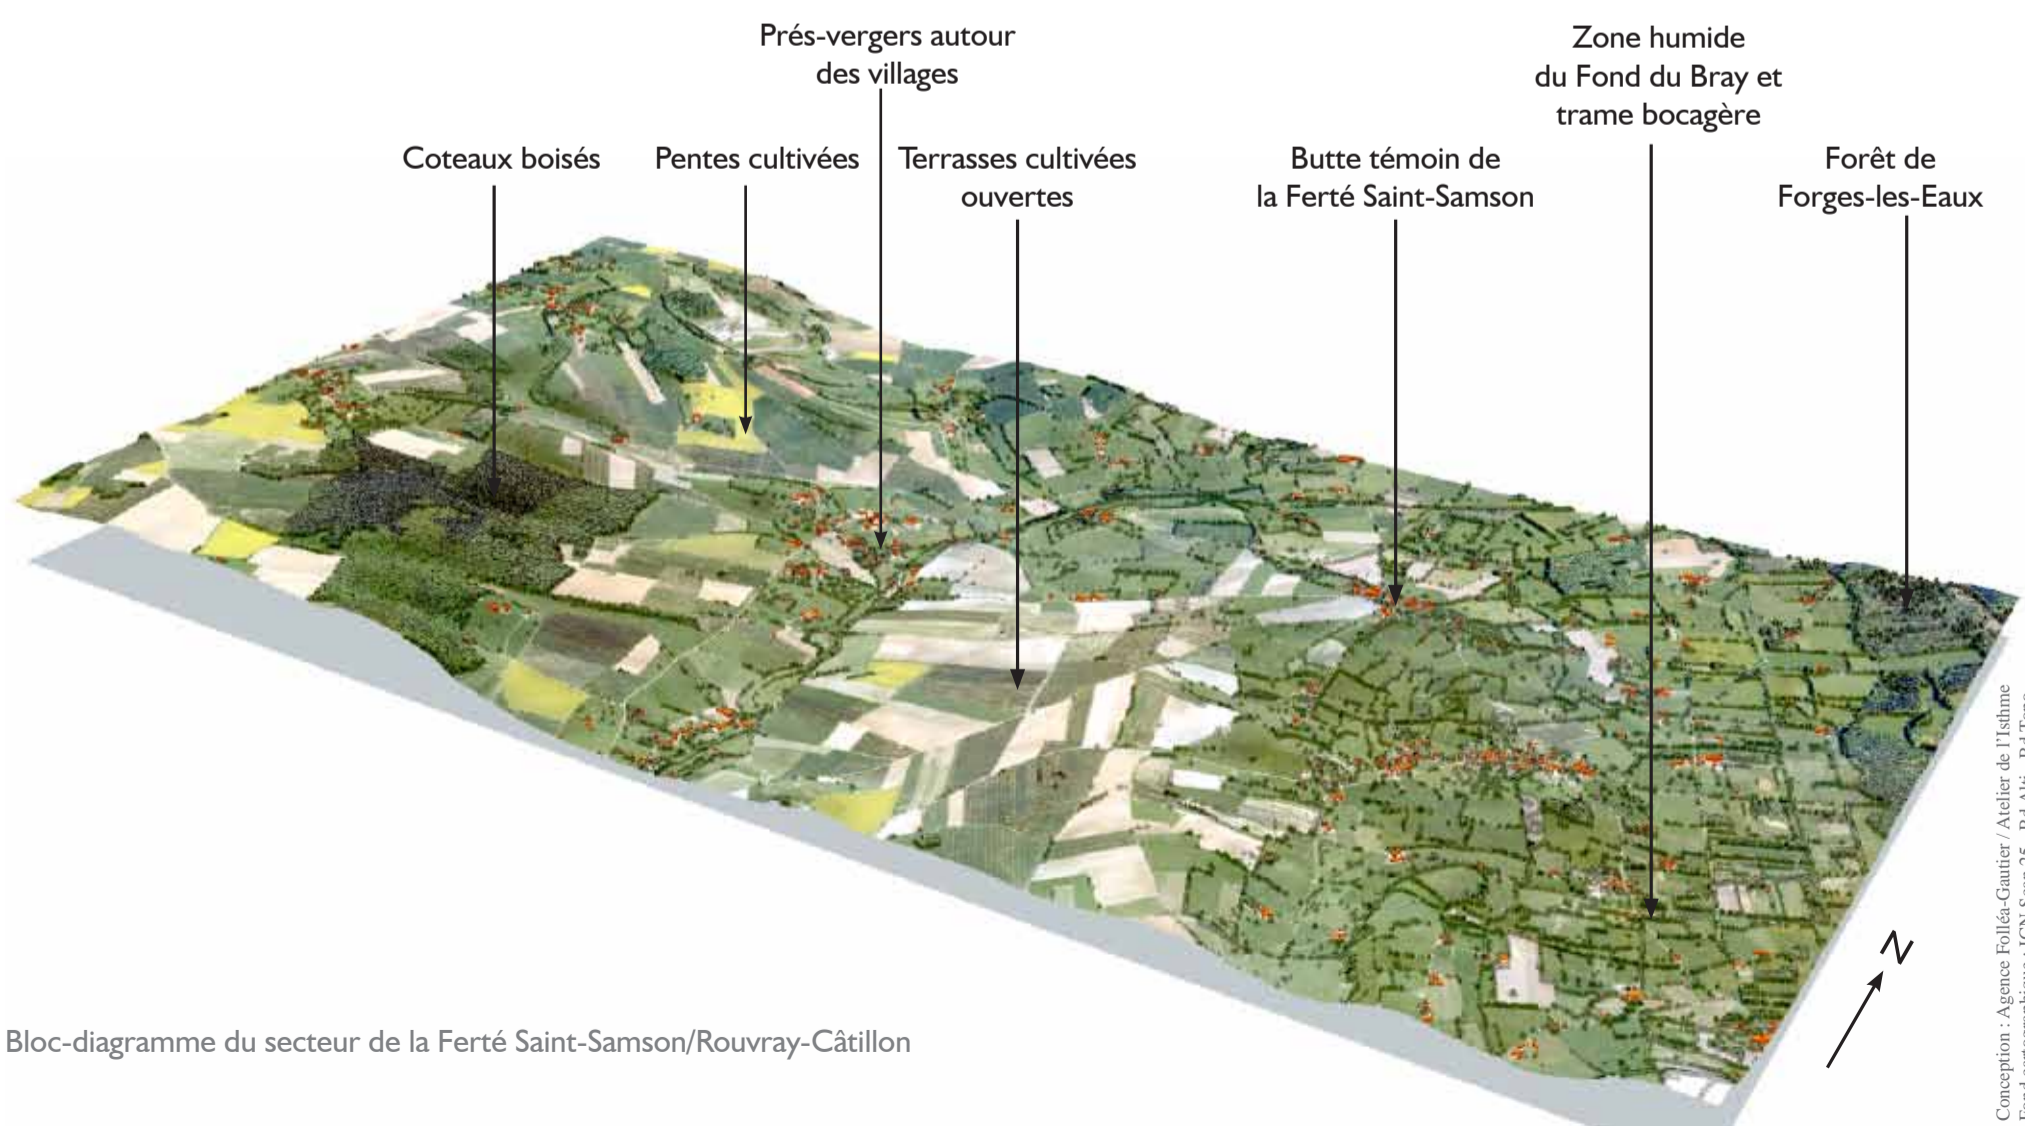 Prés-vergers autour
des villages
Zone humide
du Fond du Bray et
trame bocagère
Coteaux boisés
Pentes cultivées
Terrasses cultivées
ouvertes
Butte témoin de
la Ferté Saint-Samson
Forêt de
Forges-les-Eaux
N
Bloc-diagramme du secteur de la Ferté Saint-Samson/Rouvray-Câtillon
Conception : Agence Folléa-Gautier / Atelier de l'Isthme